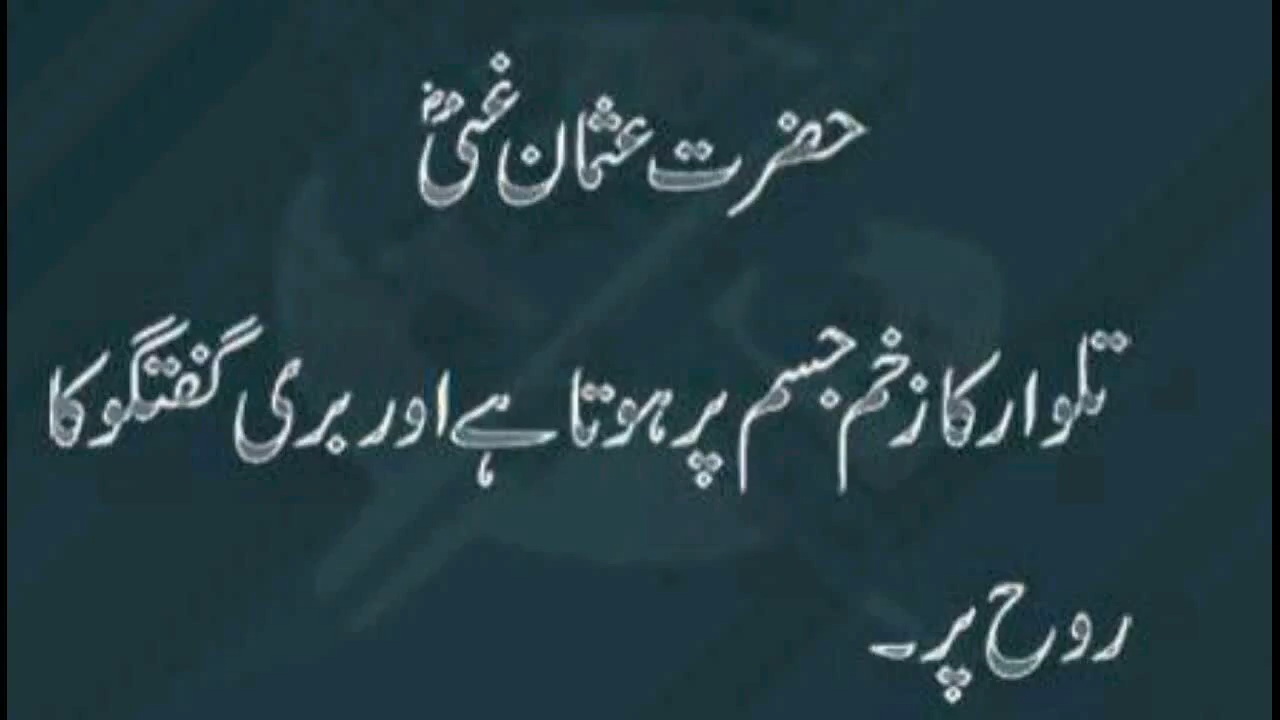 حضرت عثمان غنیؓ
تلوار کا زخم جسم پر ہوتا ہے اور بری گفتگو کا
روح پر۔